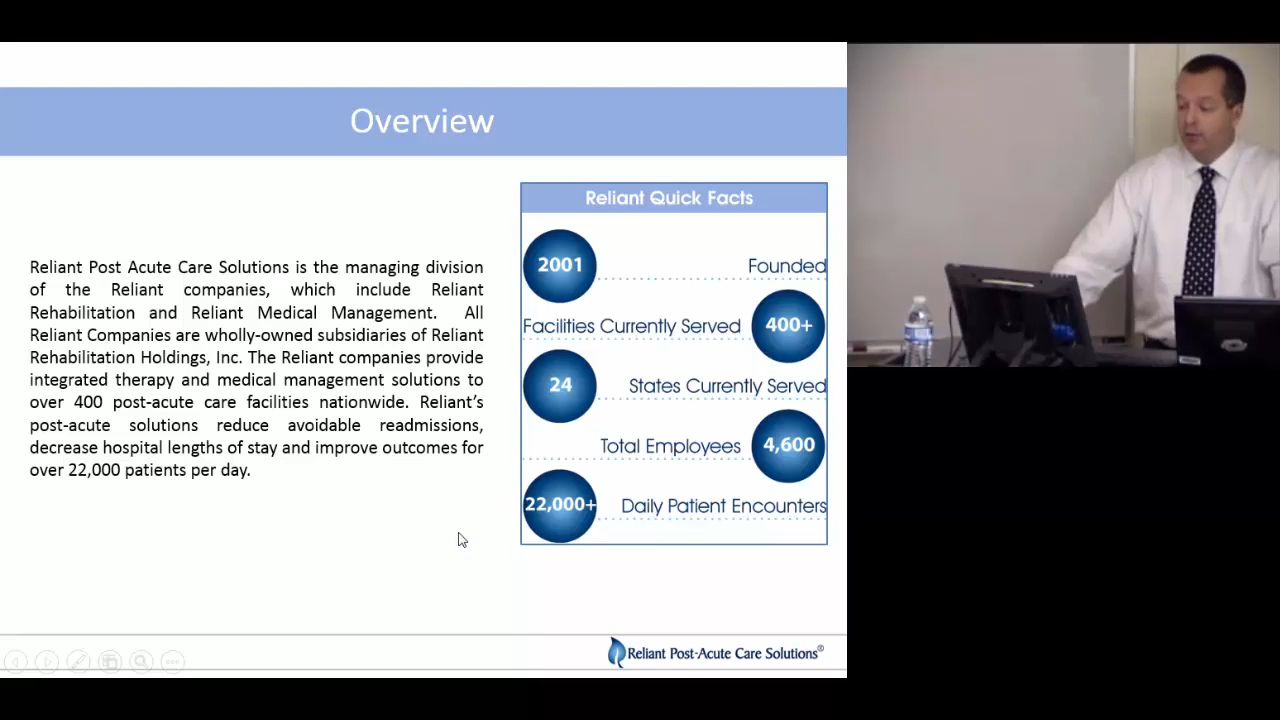 Overview
Reliant Post Acute Care Solutions is the managing division
of the Reliant companies, which include Reliant
Rehabilitation and Reliant Medical Management. All
Reliant Companies are wholly-owned subsidiaries of Reliant
Rehabilitation Holdings, Inc. The Reliant companies provide
integrated therapy and medical management solutions to
over 400 post-acute care facilities nationwide. Reliant's
post-acute solutions reduce avoidable readmissions,
decrease hospital lengths of stay and improve outcomes for
over 22,000 patients per day.
Reliant Quick Facts
2001 Founded
Facilities Currently Served 400+
24 States Currently Served
Total Employees 4,600
22,000+ Daily Patient Encounters
Reliant Post-Acute Care Solutions®